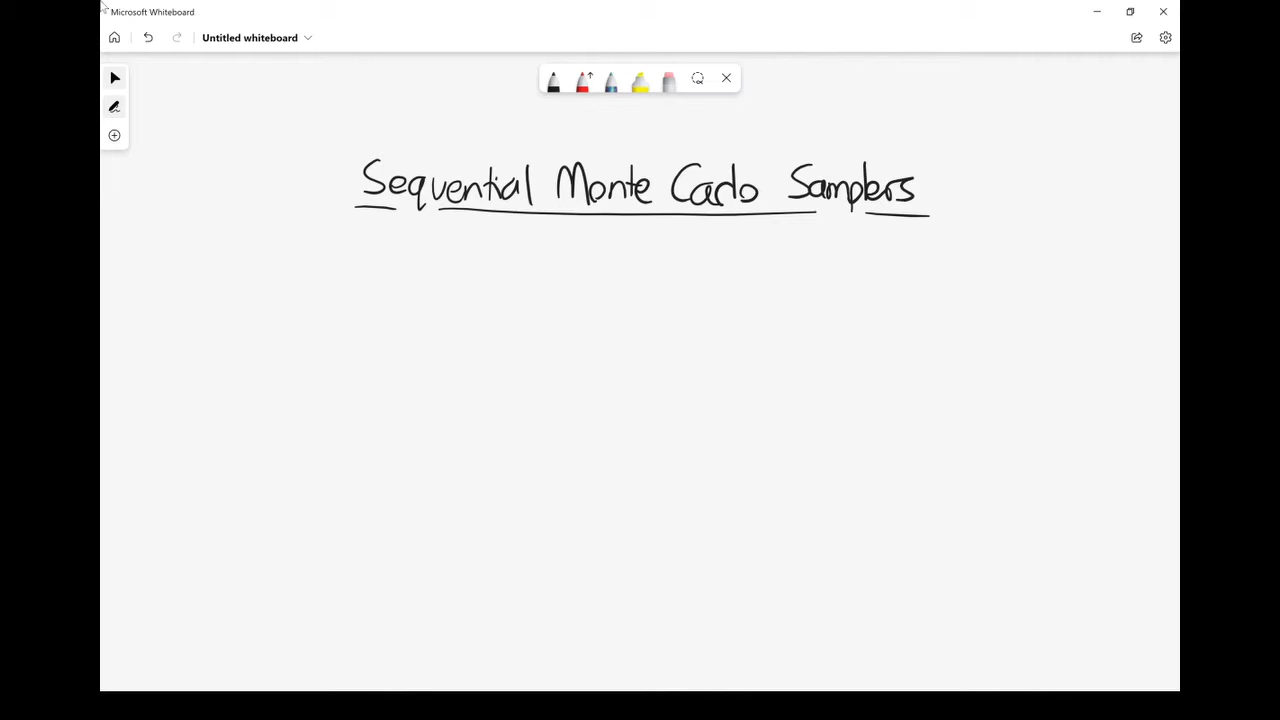 Microsoft Whiteboard
Untitled whiteboard
Sequential Monte Carlo Samplers